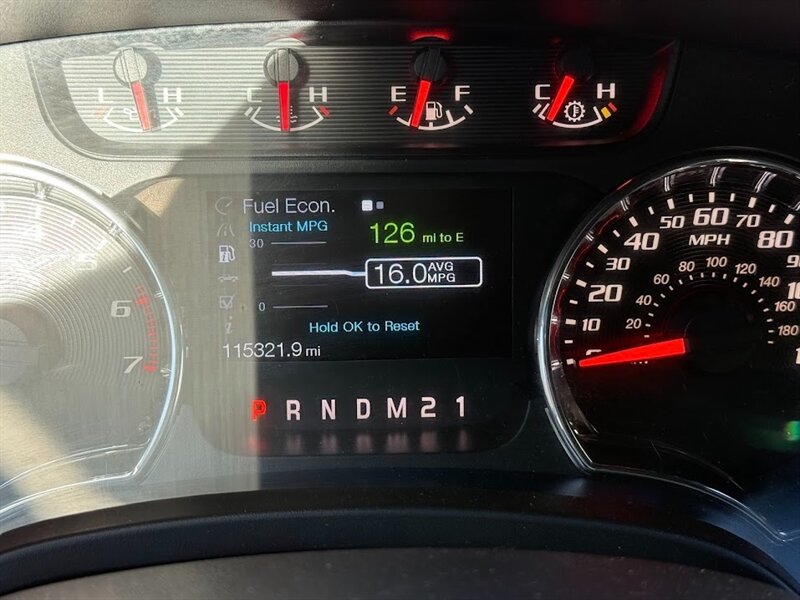 L H C H E F C H
Fuel Econ.
Instant MPG
30
126 mi to E
16.0 AVG MPG
0
Hold OK to Reset
115321.9 mi
P R N D M 2 1
6
7
0 10 20 30 40 50 60 70 80
MPH
20 40 60 80 100 120 140 160 180